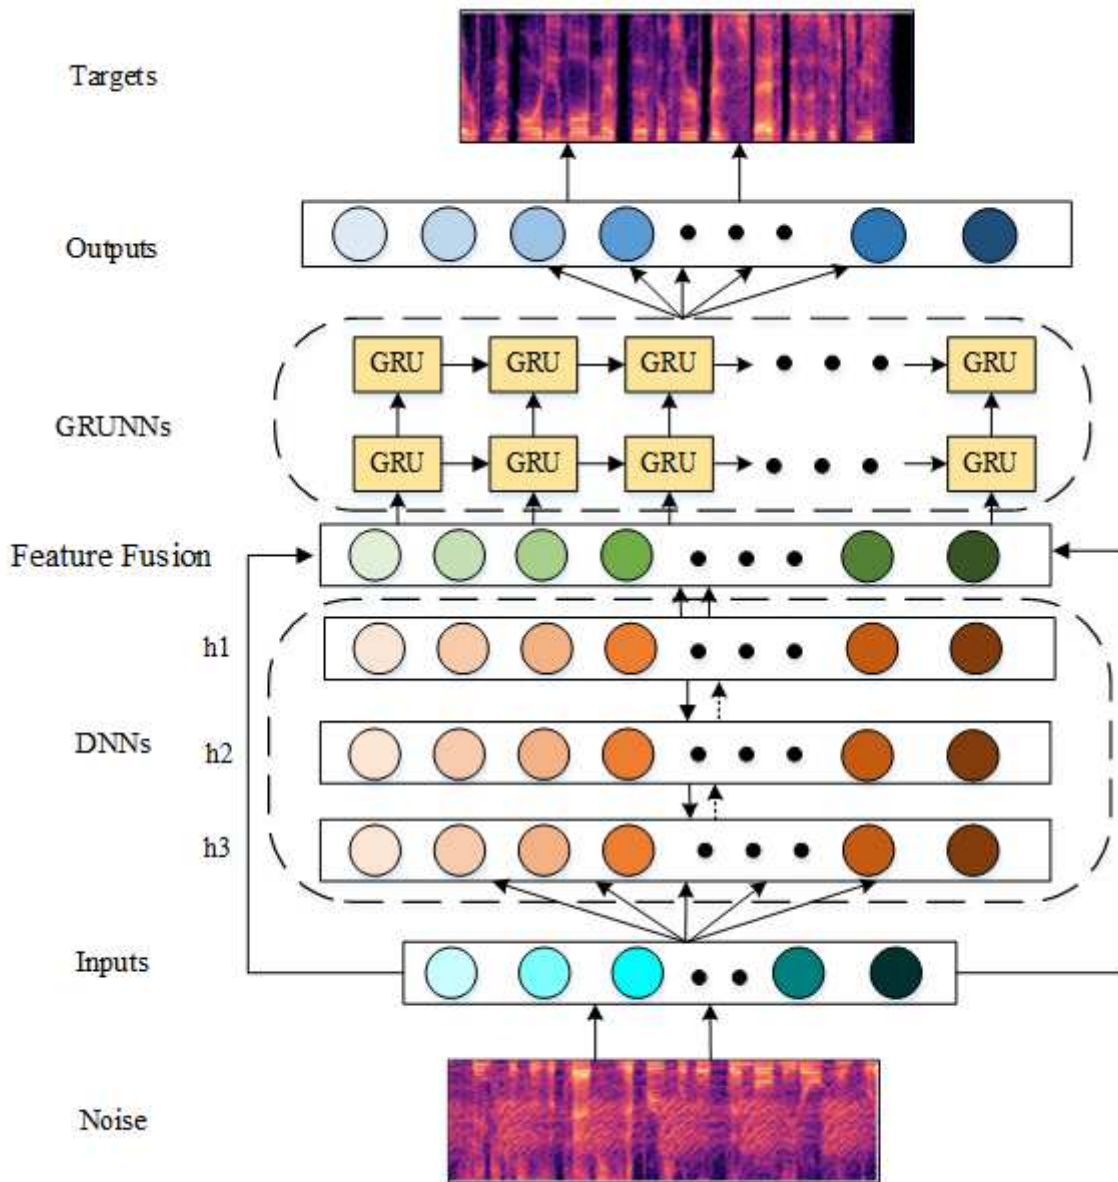 Targets
Outputs
GRU GRU GRU GRU
GRUNNs
GRU GRU GRU GRU
Feature Fusion
h1
DNNs
h2
h3
Inputs
Noise